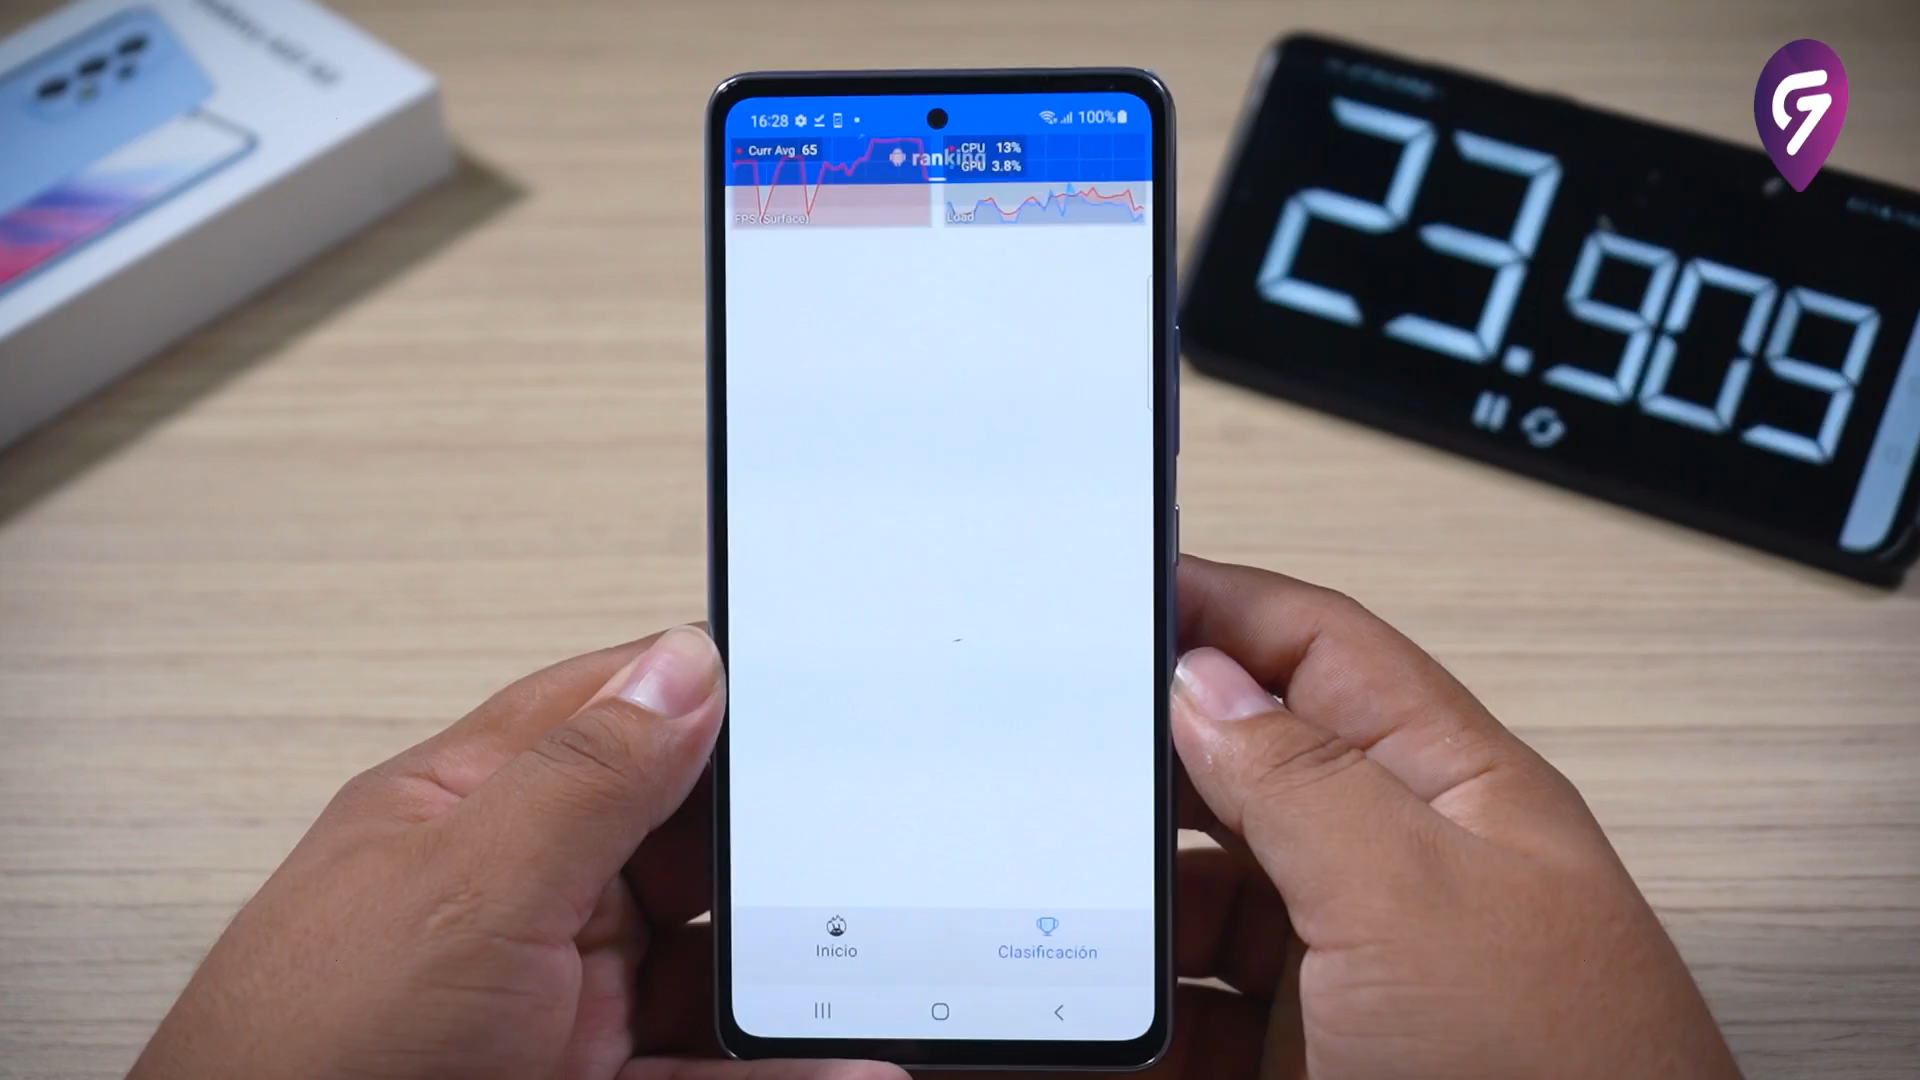 16:28
100%
Curr Avg 65
ranking
CPU 13%
GPU 3.8%
FPS (Surface)
Load
23.909
Inicio
Clasificación